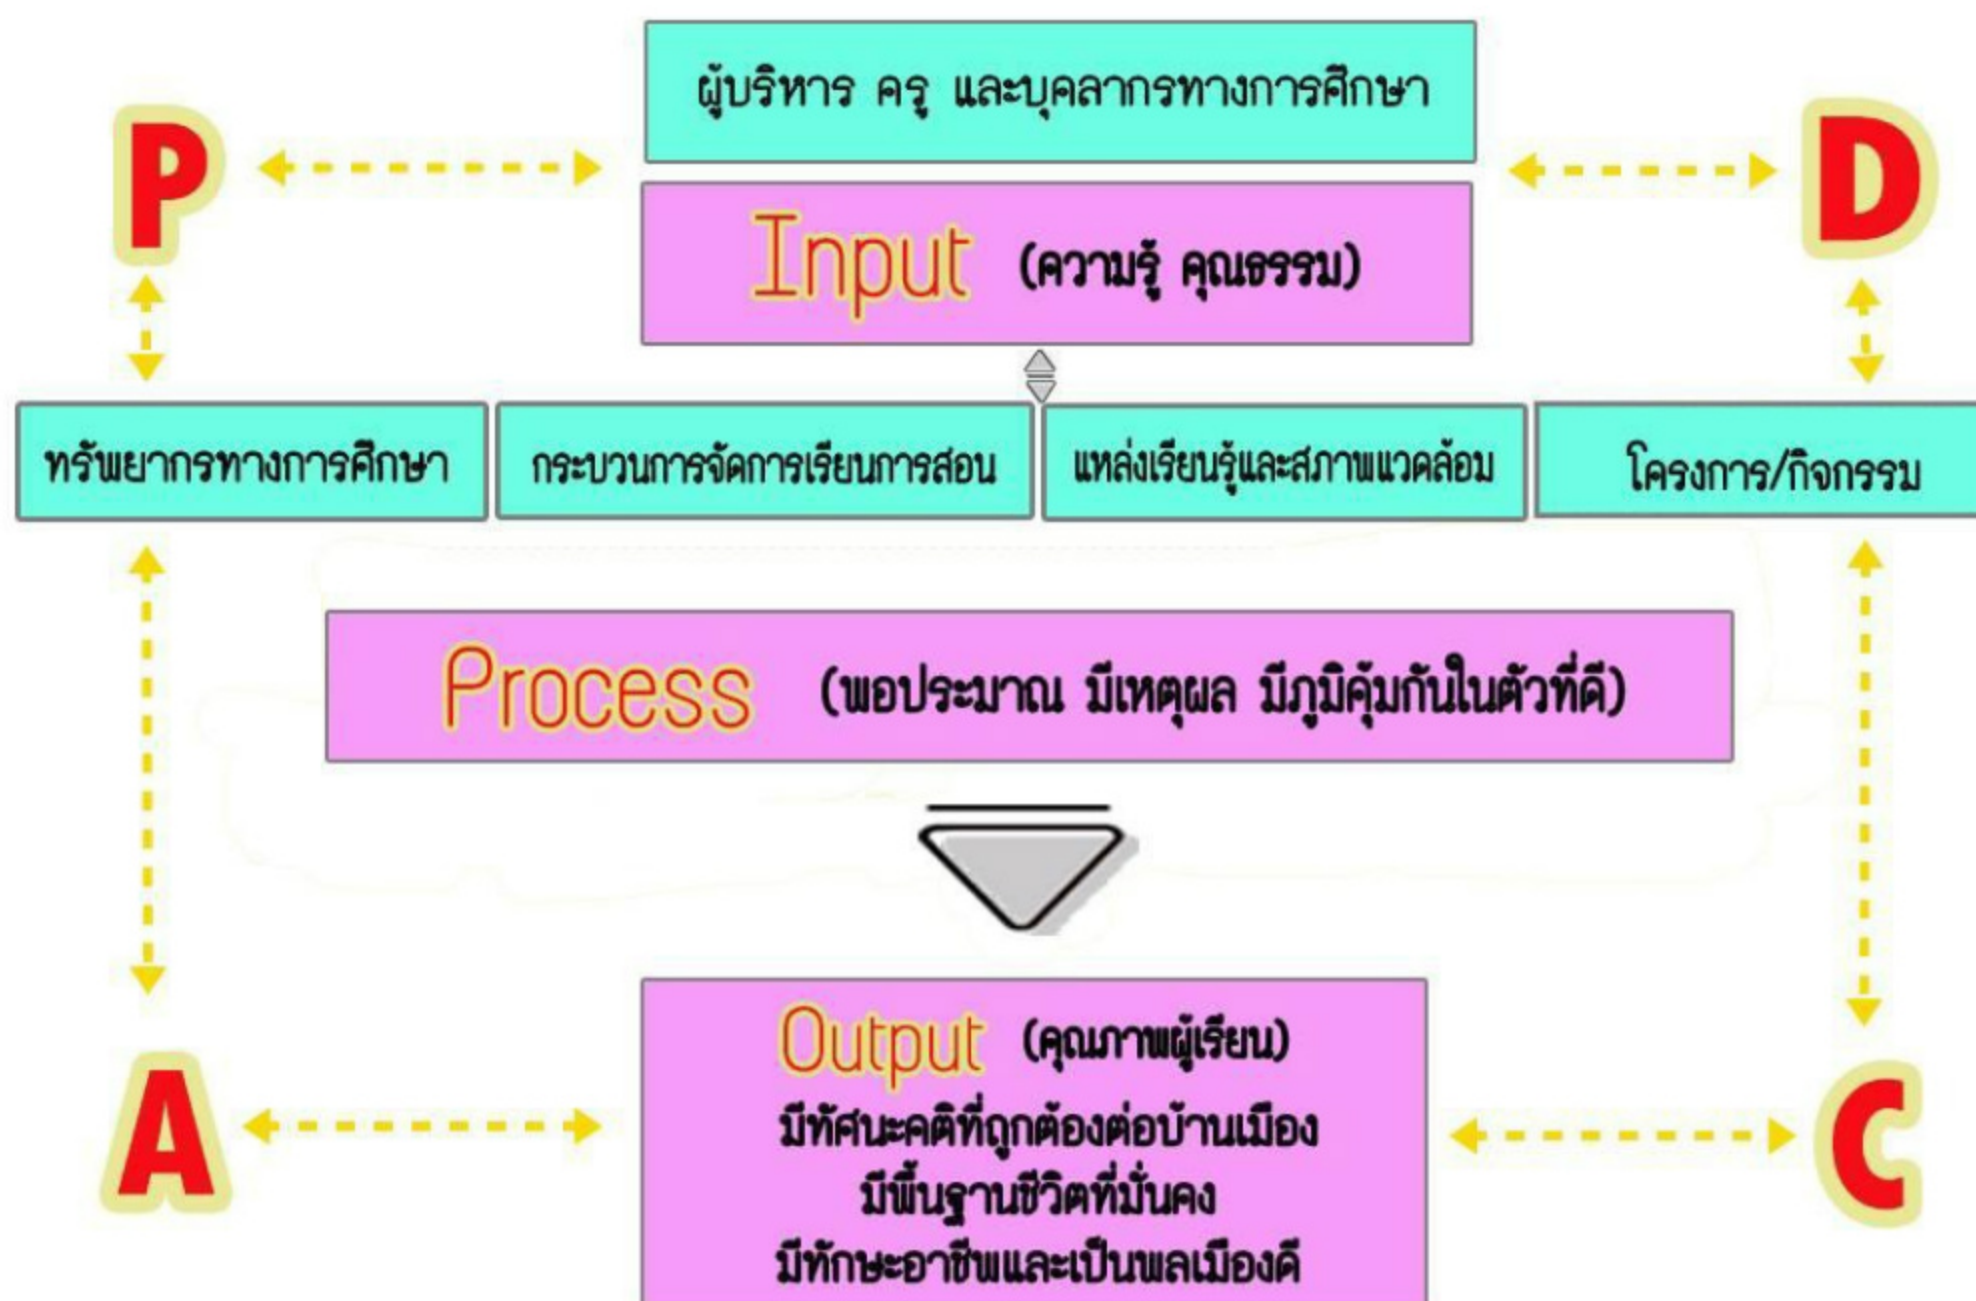 ผู้บริหาร ครู และบุคลากรทางการศึกษา
P
D
Input (ความรู้ คุณธรรม)
ทรัพยากรทางการศึกษา
กระบวนการจัดการเรียนการสอน
แหล่งเรียนรู้และสภาพแวดล้อม
โครงการ/กิจกรรม
Process (พอประมาณ มีเหตุผล มีภูมิคุ้มกันในตัวที่ดี)
Output (คุณภาพผู้เรียน)
มีทัศนะคติที่ถูกต้องต่อบ้านเมือง
A
C
มีพื้นฐานชีวิตที่มั่นคง
มีทักษะอาชีพและเป็นพลเมืองดี